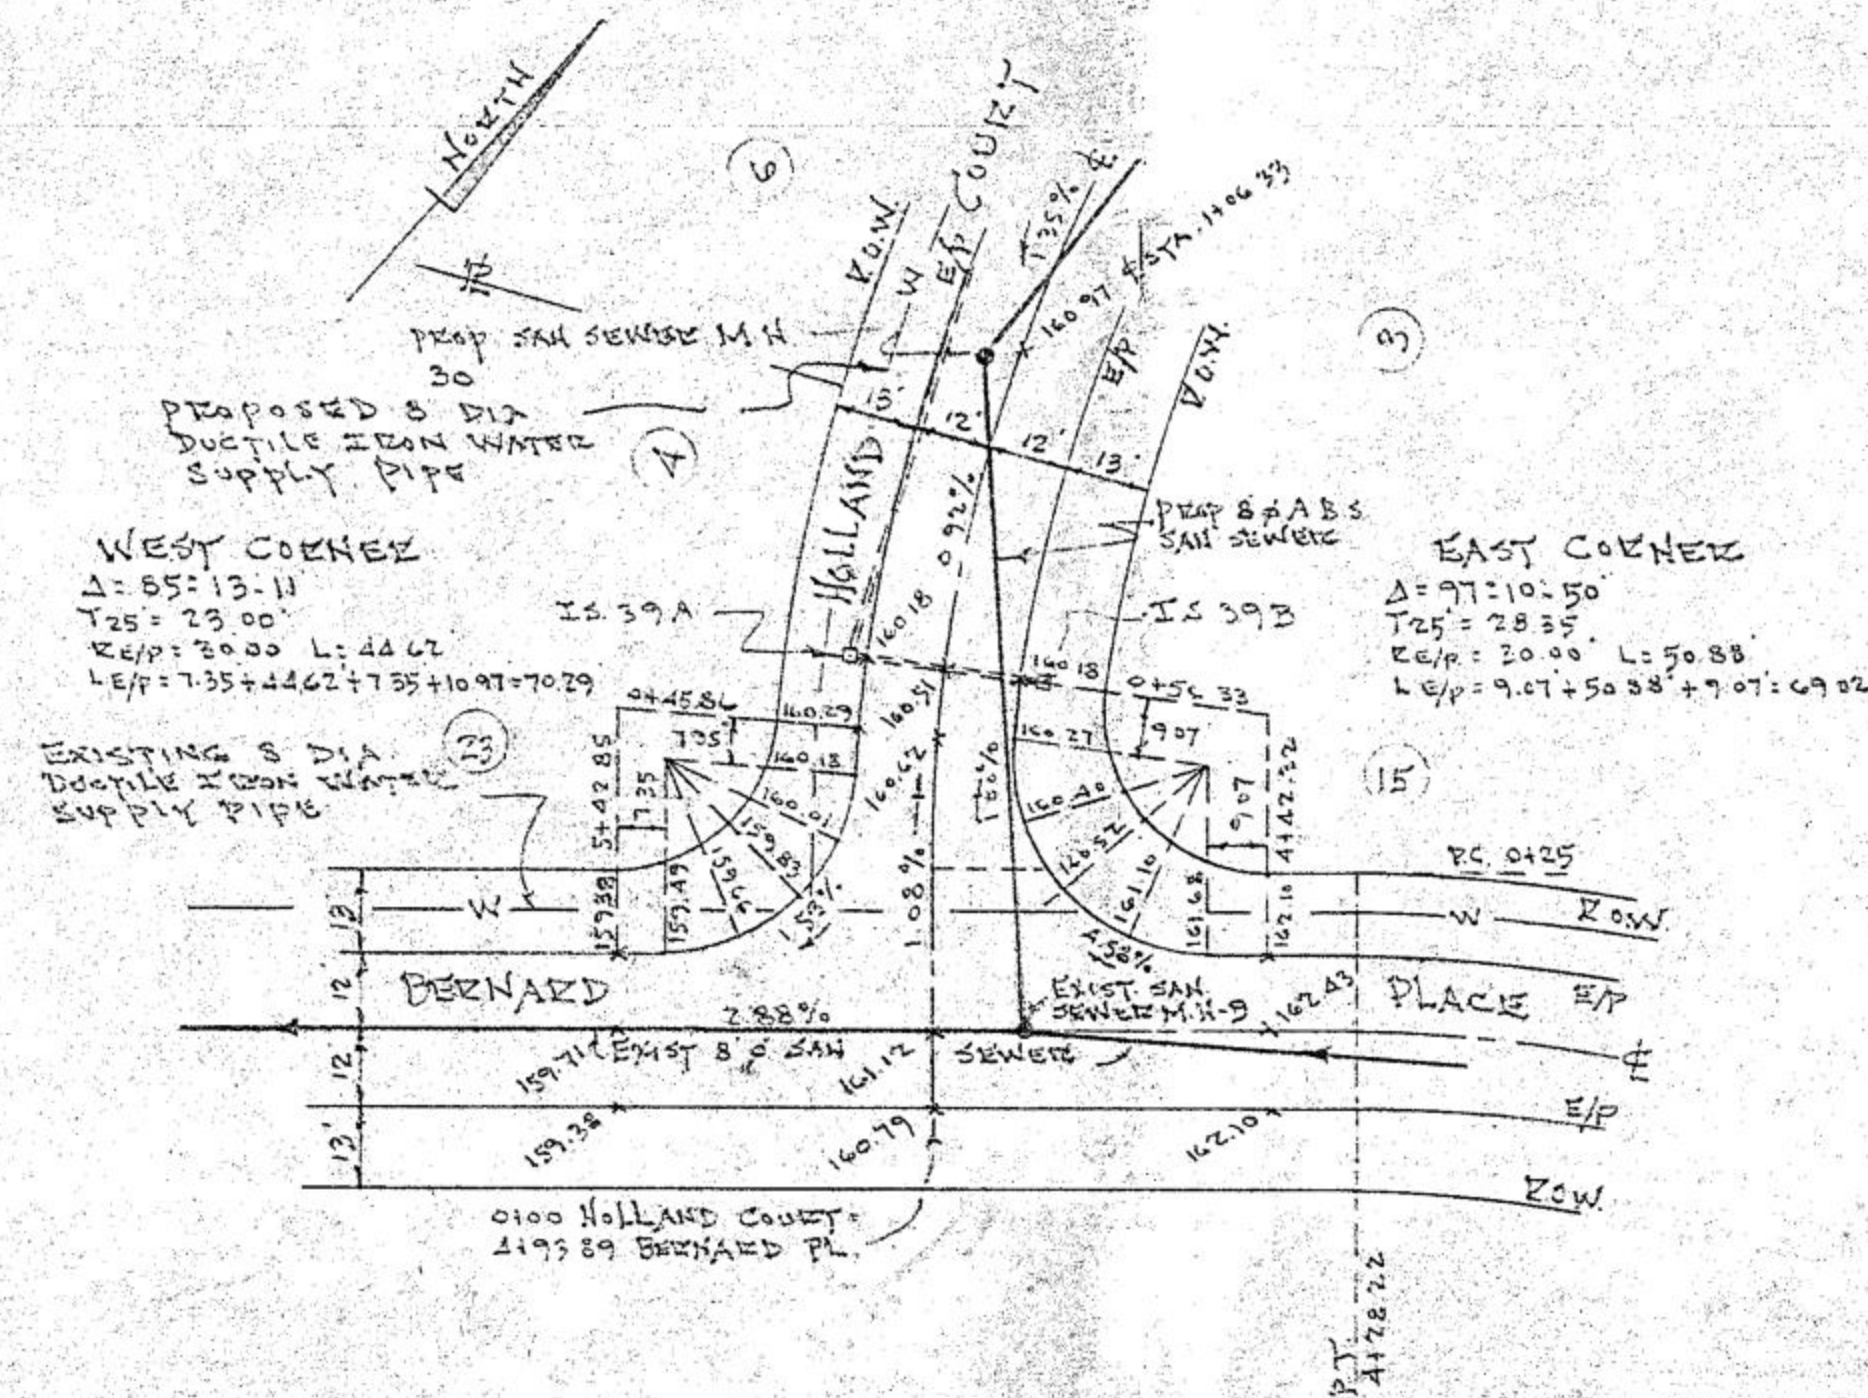 NORTH
6
HOLLAND COURT
R.O.W.
W
E/P
1.35%
℄
160.97 ℄ STA. 1+06.33
E/P
R.O.W.
3
PROP SAN SEWER M.H
30
PROPOSED 8 DIA
DUCTILE IRON WATER
SUPPLY PIPE
4
13'
12'
12'
13'
0.92%
PROP 8 ø A B S
SAN SEWER
WEST CORNER
Δ = 85°-13-11
T25 = 23.00'
R E/P = 30.00 L = 44.62
L E/P = 7.35 + 44.62 + 7.35 + 10.97 = 70.29
EAST CORNER
Δ = 97°-10-50
T25' = 28.35
R E/P = 30.00' L = 50.88'
L E/P = 9.07 + 50.88 + 9.07 = 69.02
I.S. 39A
I.S 39B
160.18
160.18
160.51
0+45.86
160.29
7.35
160.18
160.01
159.83
7.35
5+42.85
159.38
159.49
160.62
1.08%
160.27
9.07
160.40
160.52
161.10
161.68
9.07
4+42.32
162.10
4.58%
23
EXISTING 8 DIA
DUCTILE IRON WATER
SUPPLY PIPE
15
P.C. 0+25
W
W
R.O.W.
13'
12'
12'
13'
BERNARD PLACE
E/P
2.88%
EXIST. SAN.
SEWER M.H-9
162.43
EXIST 8" ø SAN SEWER
159.71
161.12
℄
E/P
159.38
160.79
162.10
R.O.W.
0+00 HOLLAND COURT =
4+93.89 BERNARD PL.
P.T.
4+28.22